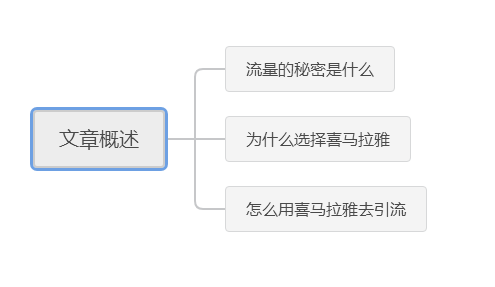 文章概述
流量的秘密是什么
为什么选择喜马拉雅
怎么用喜马拉雅去引流